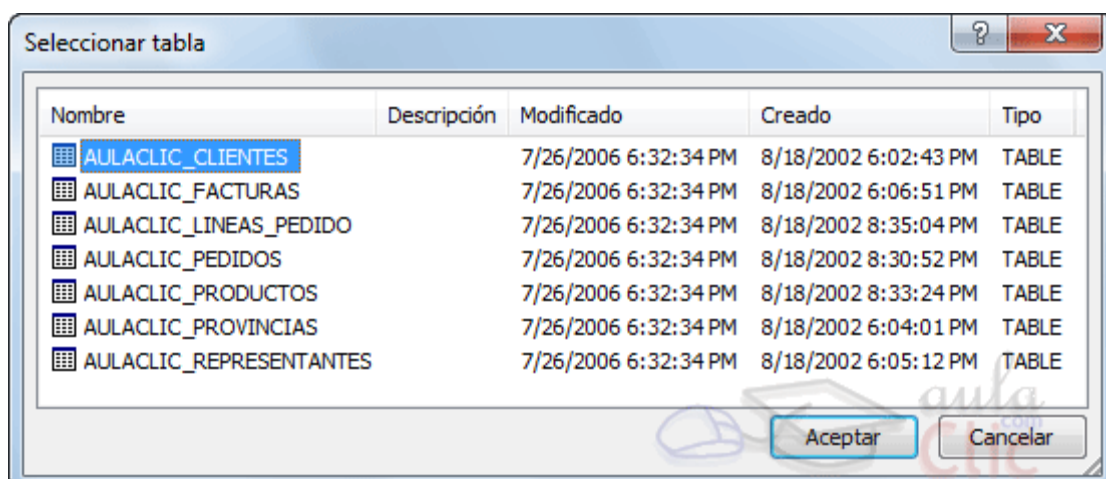 Seleccionar tabla
Nombre Descripción Modificado Creado Tipo
AULACLIC_CLIENTES 7/26/2006 6:32:34 PM 8/18/2002 6:02:43 PM TABLE
AULACLIC_FACTURAS 7/26/2006 6:32:34 PM 8/18/2002 6:06:51 PM TABLE
AULACLIC_LINEAS_PEDIDO 7/26/2006 6:32:34 PM 8/18/2002 8:35:04 PM TABLE
AULACLIC_PEDIDOS 7/26/2006 6:32:34 PM 8/18/2002 8:30:52 PM TABLE
AULACLIC_PRODUCTOS 7/26/2006 6:32:34 PM 8/18/2002 8:33:24 PM TABLE
AULACLIC_PROVINCIAS 7/26/2006 6:32:34 PM 8/18/2002 6:04:01 PM TABLE
AULACLIC_REPRESENTANTES 7/26/2006 6:32:34 PM 8/18/2002 6:05:12 PM TABLE
aula
.com
Clic
Aceptar Cancelar